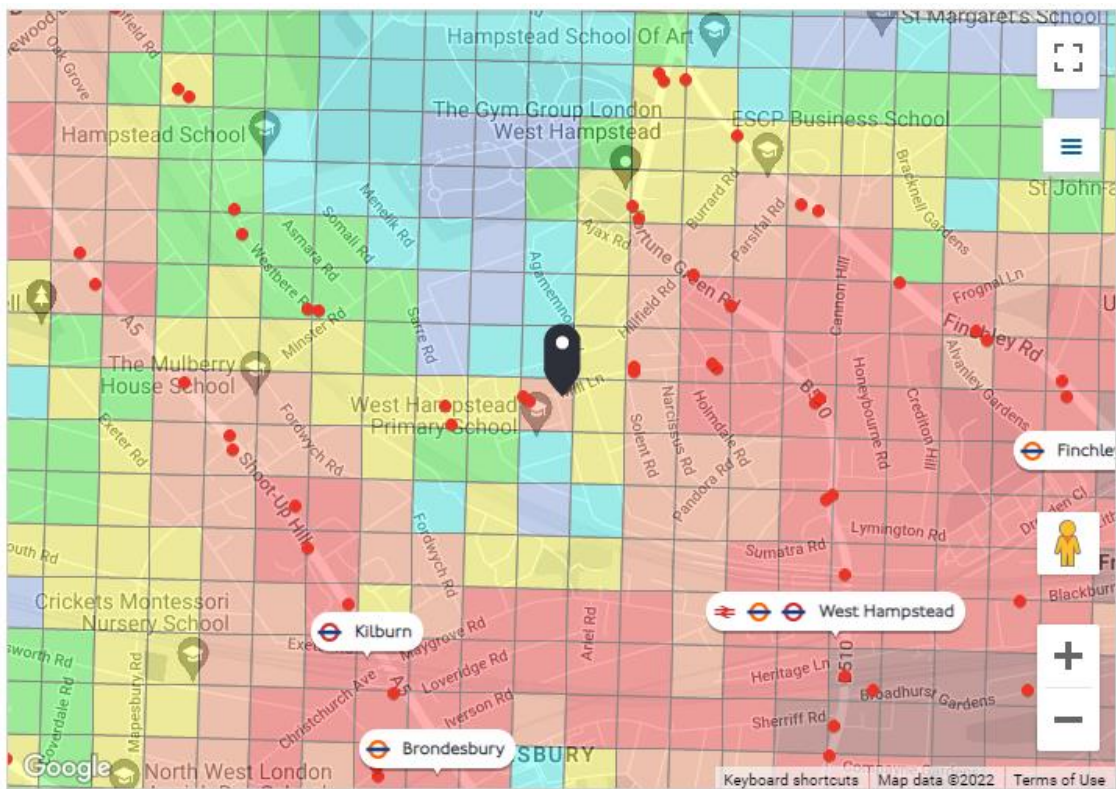 Oak Grove
St Margaret's School
Hampstead School Of Art
The Gym Group London
West Hampstead
ESCP Business School
Hampstead School
Bracknell Gardens
Menelik Rd
Somali Rd
Asmara Rd
Westbere Rd
Burrard Rd
Ajax Rd
Parsifal Rd
Fortune Green Rd
Cannon Hill
Frognal Ln
Hillfield Rd
A5
Minster Rd
Sarre Rd
Finchley Rd
Alvanley Gardens
The Mulberry
House School
Mill Ln
B510
Honeybourne Rd
Crediton Hill
West Hampstead
Primary School
Narcissus Rd
Holmdale Rd
Solent Rd
Exeter Rd
Fordwych Rd
Pandora Rd
Shoot-Up Hill
Lymington Rd
Sumatra Rd
Fordwych Rd
Crickets Montessori
Nursery School
Kilburn
West Hampstead
Maygrove Rd
Ariel Rd
Loveridge Rd
Mapesbury Rd
Christchurch Ave
Iverson Rd
Heritage Ln
B510
Broadhurst Gardens
Sherriff Rd
Brondesbury
North West London
Google
Keyboard shortcuts
Map data ©2022
Terms of Use